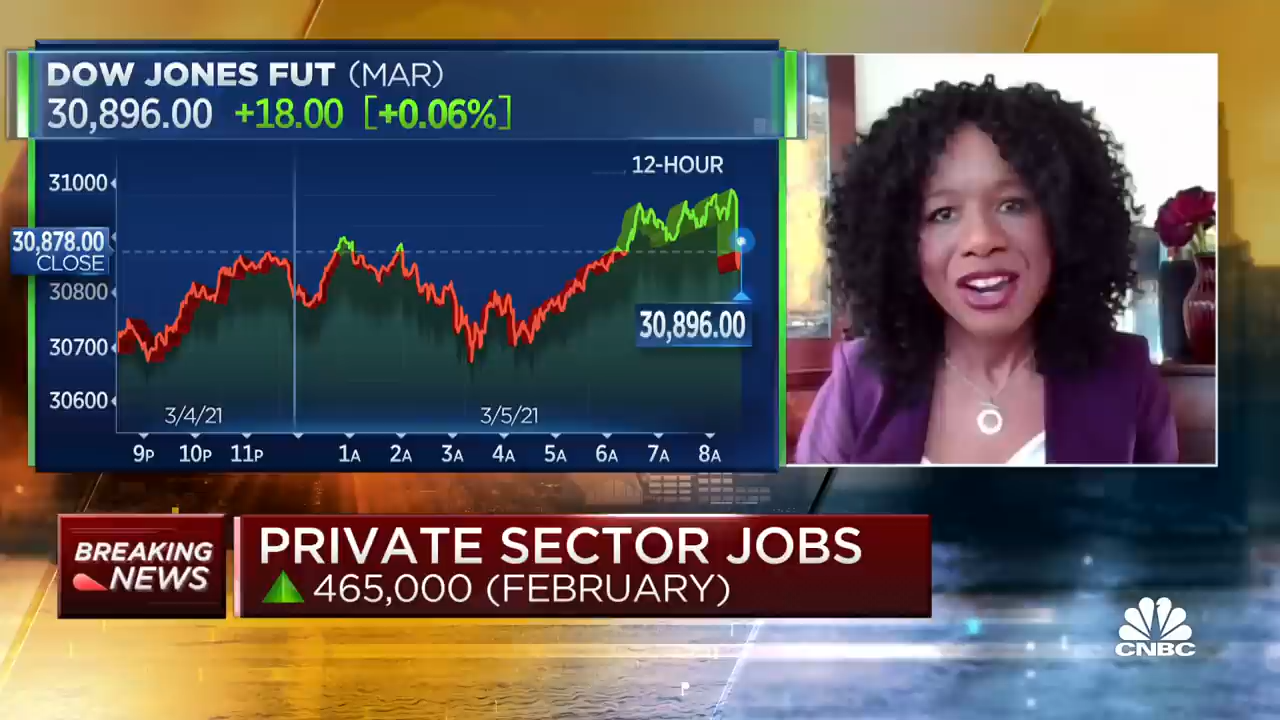 DOW JONES FUT (MAR)
30,896.00 +18.00 [+0.06%]
12-HOUR
31000
30,878.00
CLOSE
30800
30700
30600
30,896.00
3/4/21 3/5/21
9P 10P 11P 1A 2A 3A 4A 5A 6A 7A 8A
BREAKING
NEWS
PRIVATE SECTOR JOBS
465,000 (FEBRUARY)
CNBC
P